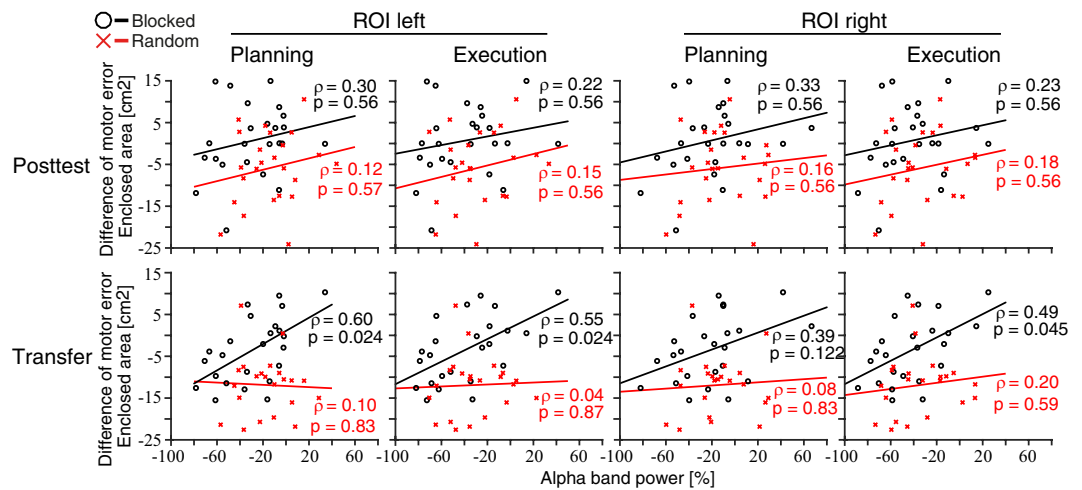 Blocked
Random
ROI left
ROI right
Planning
Execution
Planning
Execution
Posttest
Difference of motor error
Enclosed area [cm2]
15
5
-5
-15
-25
ρ = 0.30
p = 0.56
ρ = 0.12
p = 0.57
ρ = 0.22
p = 0.56
ρ = 0.15
p = 0.56
ρ = 0.33
p = 0.56
ρ = 0.16
p = 0.56
ρ = 0.23
p = 0.56
ρ = 0.18
p = 0.56
Transfer
Difference of motor error
Enclosed area [cm2]
15
5
-5
-15
-25
ρ = 0.60
p = 0.024
ρ = 0.10
p = 0.83
ρ = 0.55
p = 0.024
ρ = 0.04
p = 0.87
ρ = 0.39
p = 0.122
ρ = 0.08
p = 0.83
ρ = 0.49
p = 0.045
ρ = 0.20
p = 0.59
-100 -60 -20 20 60 -100 -60 -20 20 60 -100 -60 -20 20 60 -100 -60 -20 20 60
Alpha band power [%]